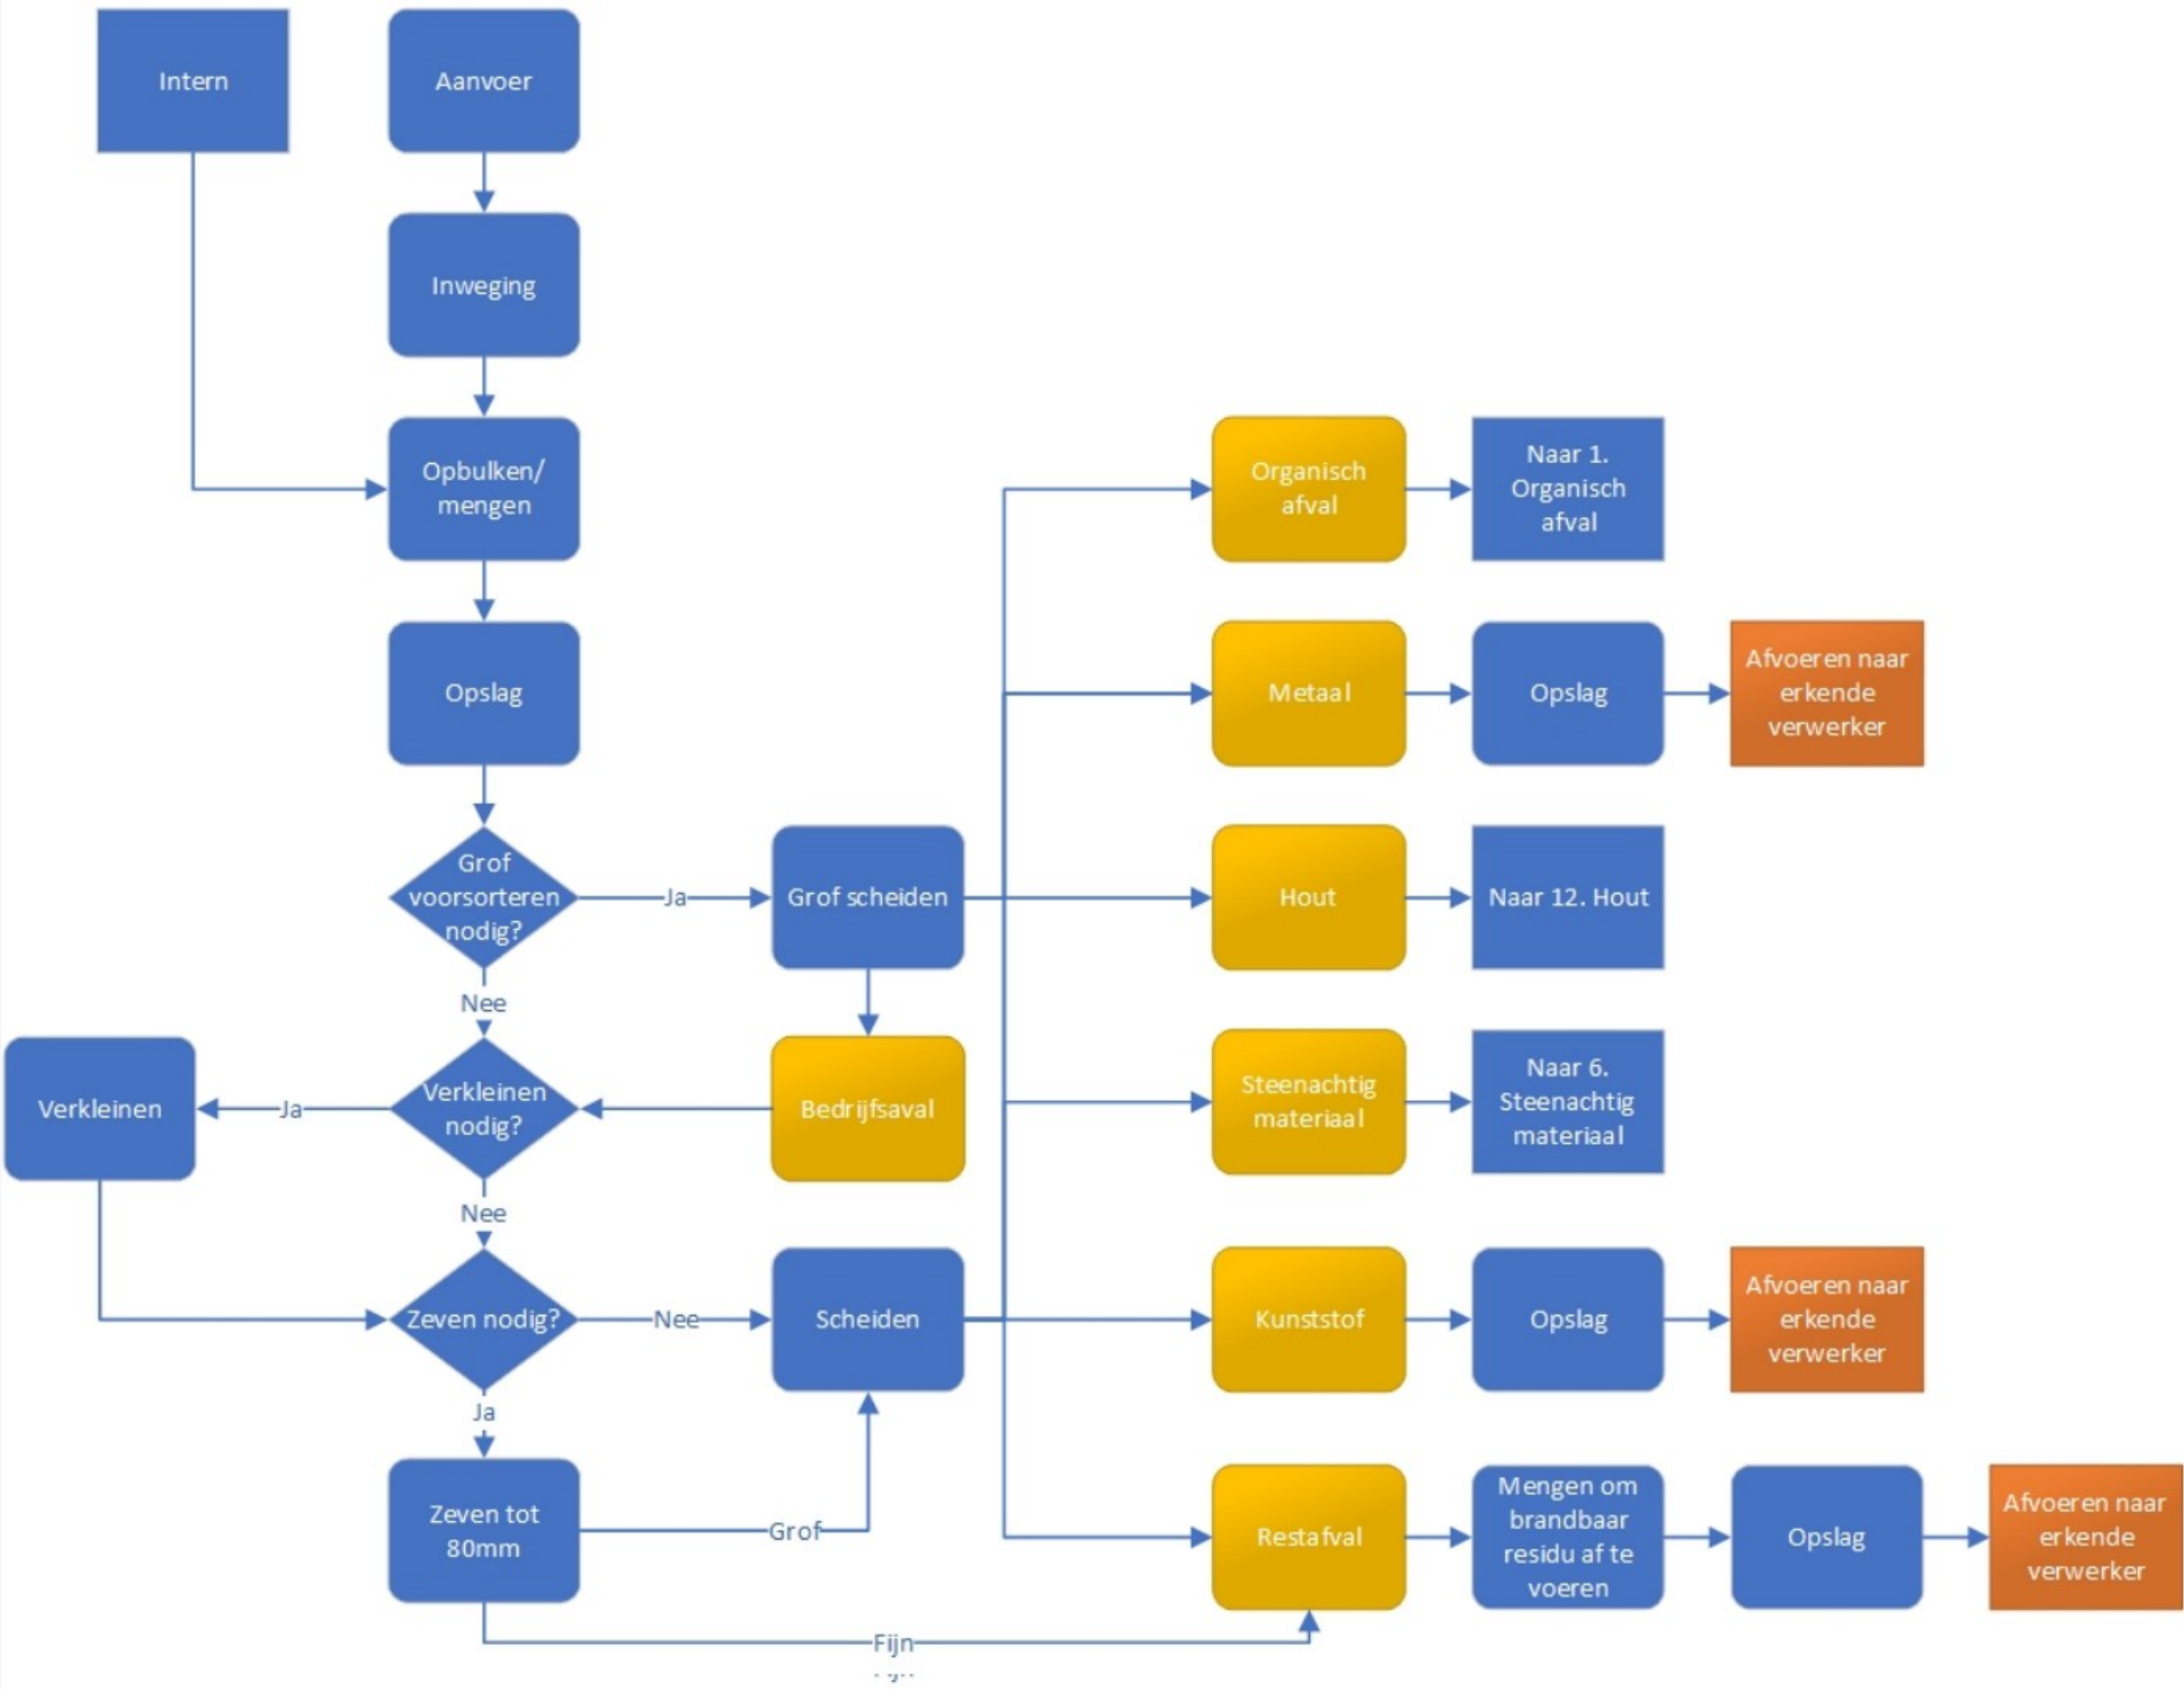 Intern
Aanvoer
Inweging
Opbulken/
mengen
Organisch
afval
Naar 1.
Organisch
afval
Opslag
Metaal
Opslag
Afvoeren naar
erkende
verwerker
Grof
voorsorteren
nodig?
Ja
Grof scheiden
Hout
Naar 12. Hout
Nee
Verkleinen
Ja
Verkleinen
nodig?
Bedrijfsaval
Steenachtig
materiaal
Naar 6.
Steenachtig
materiaal
Nee
Zeven nodig?
Nee
Scheiden
Kunststof
Opslag
Afvoeren naar
erkende
verwerker
Ja
Zeven tot
80mm
Grof
Restafval
Mengen om
brandbaar
residu af te
voeren
Opslag
Afvoeren naar
erkende
verwerker
Fijn